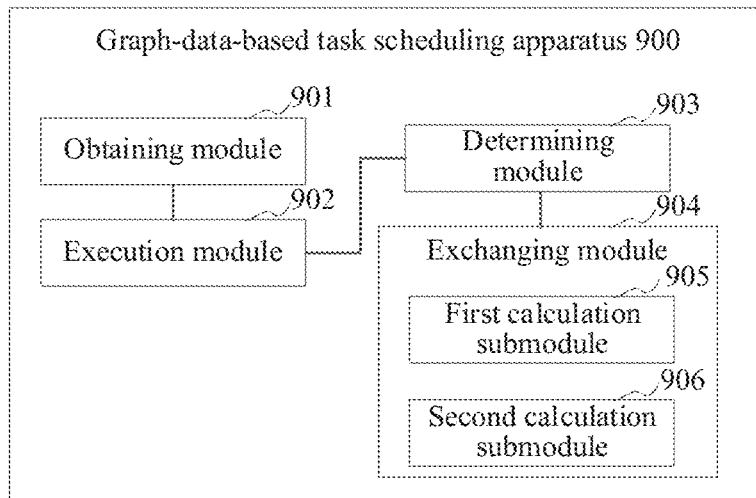 Graph-data-based task scheduling apparatus 900
901
Obtaining module
902
Execution module
903
Determining
module
904
Exchanging module
905
First calculation
submodule
906
Second calculation
submodule